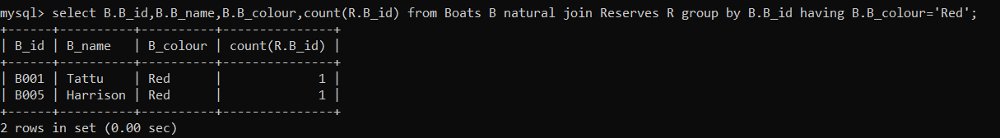 mysql> select B.B_id,B.B_name,B.B_colour,count(R.B_id) from Boats B natural join Reserves R group by B.B_id having B.B_colour='Red';
+------+----------+----------+---------------+
| B_id | B_name   | B_colour | count(R.B_id) |
+------+----------+----------+---------------+
| B001 | Tattu    | Red      |             1 |
| B005 | Harrison | Red      |             1 |
+------+----------+----------+---------------+
2 rows in set (0.00 sec)